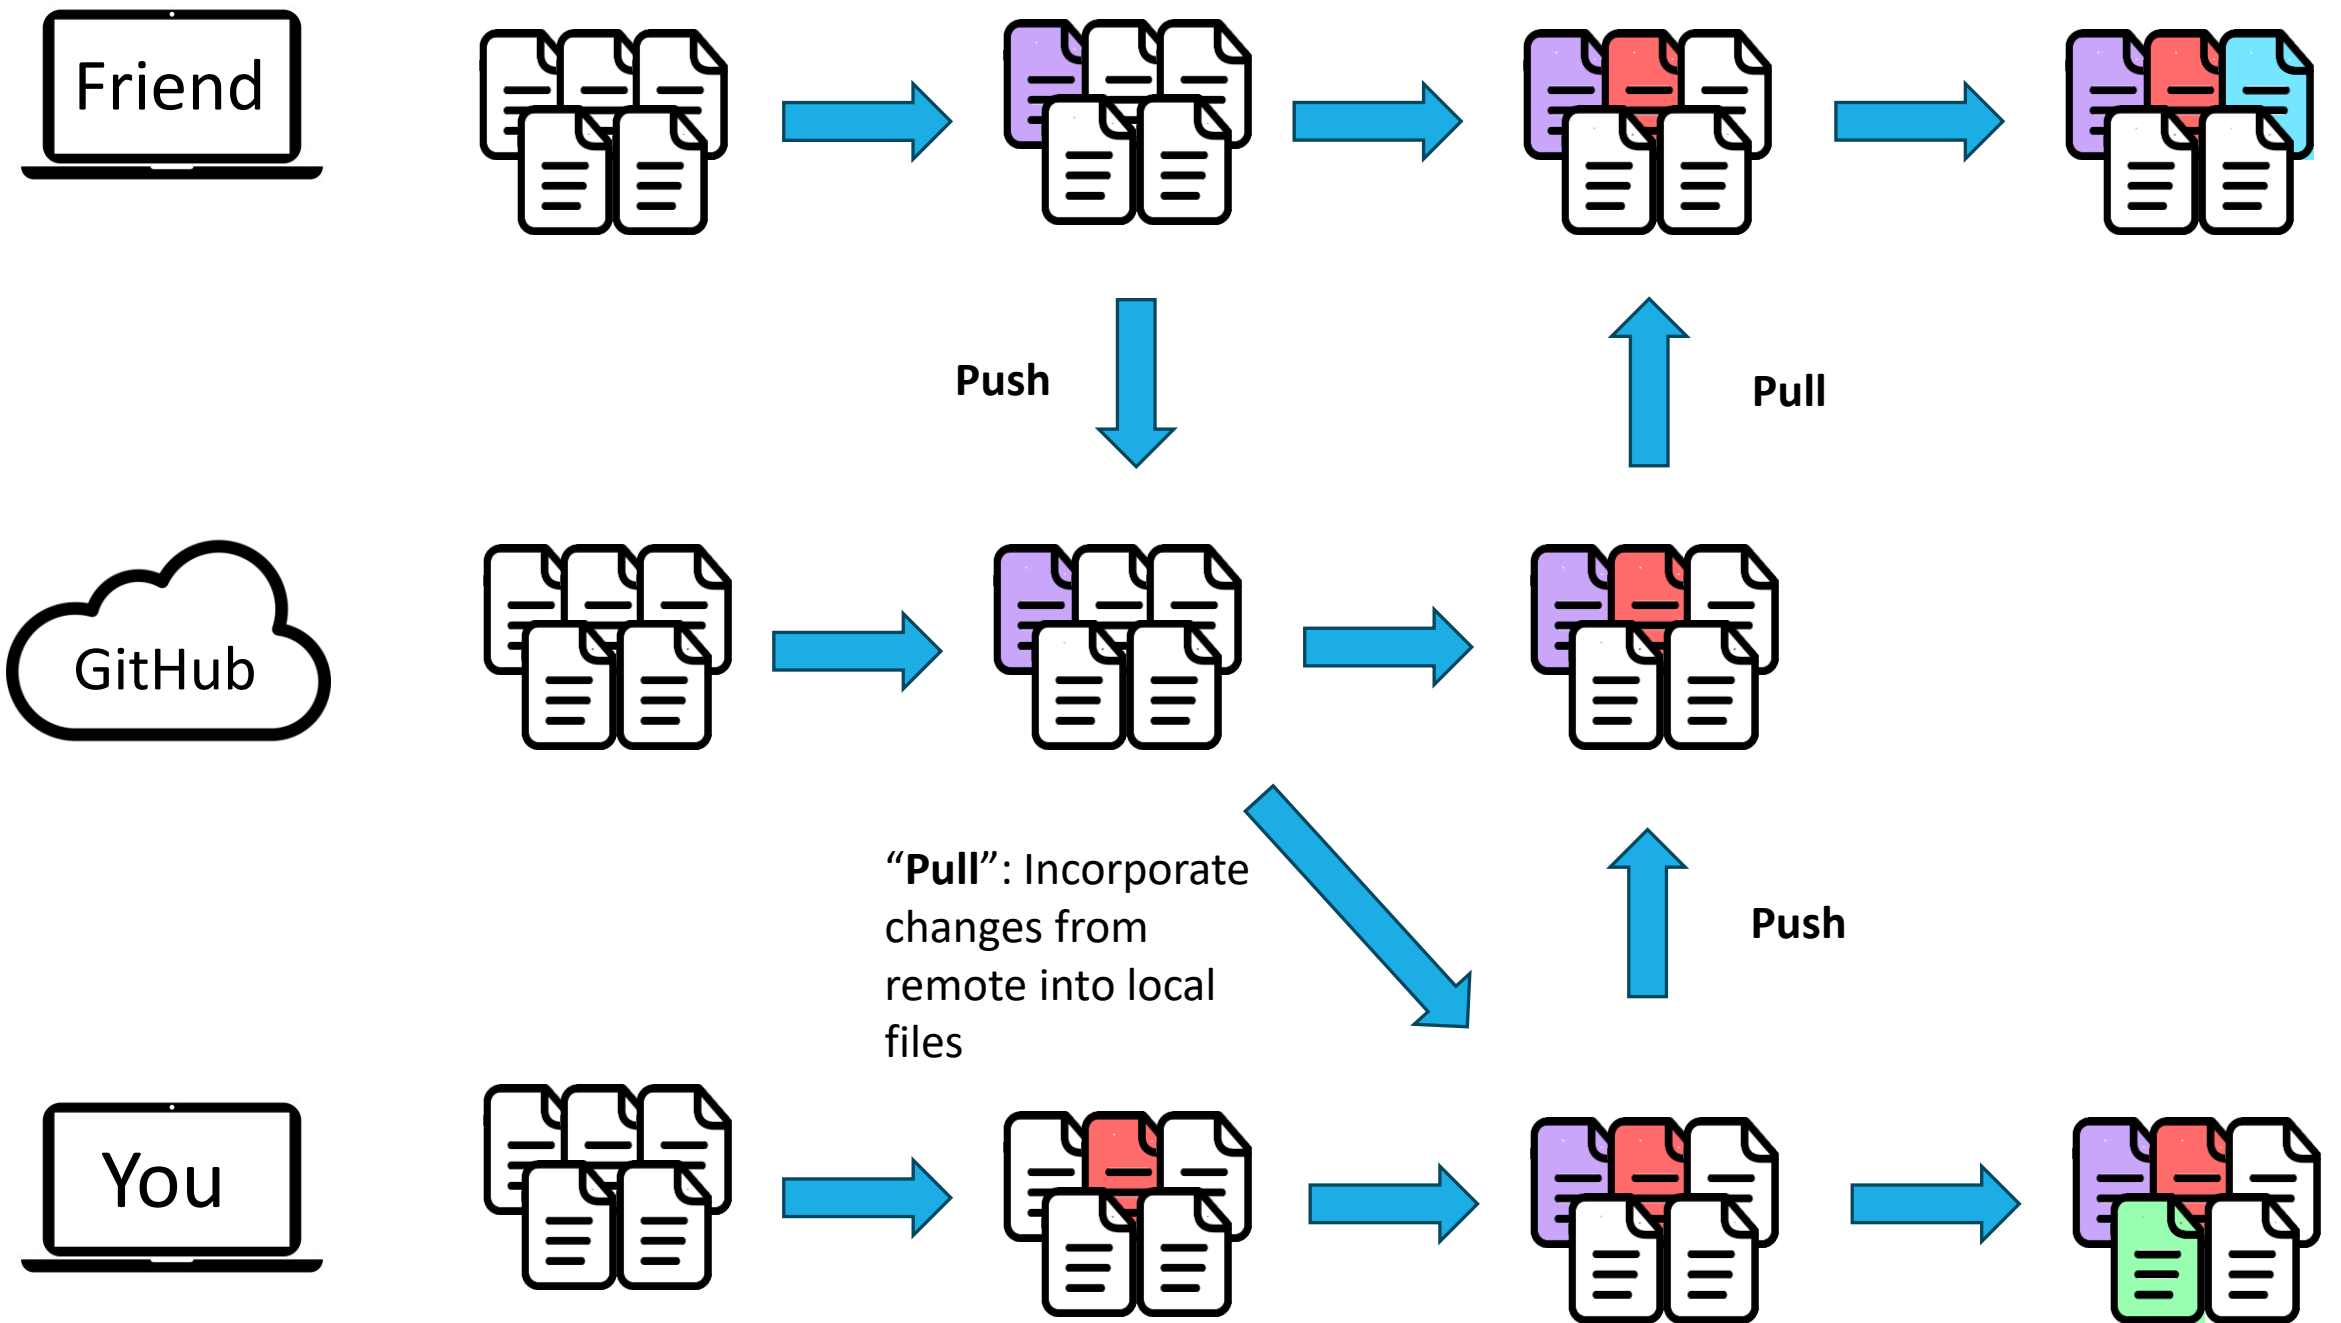 Friend
Push
Pull
GitHub
“Pull”: Incorporate
changes from
remote into local
files
Push
You